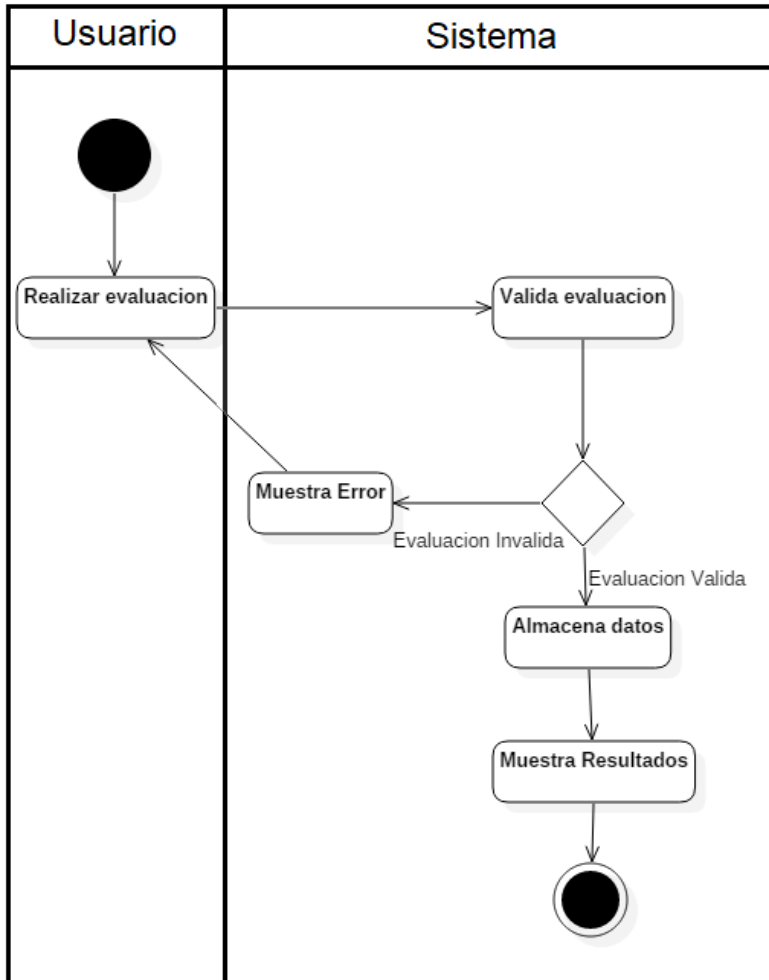 Usuario
Sistema
Realizar evaluacion
Valida evaluacion
Muestra Error
Evaluacion Invalida
Evaluacion Valida
Almacena datos
Muestra Resultados